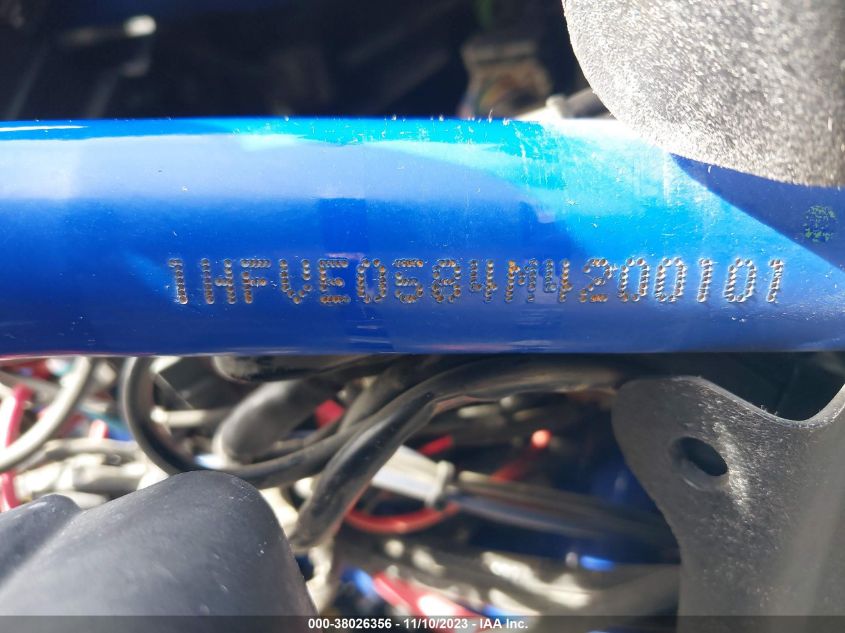 1HFVE0584M4200101
000-38026356 - 11/10/2023 - IAA Inc.